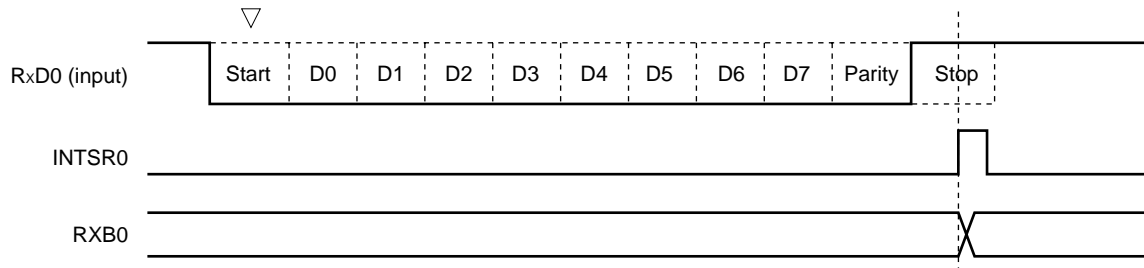 RxD0 (input) Start D0 D1 D2 D3 D4 D5 D6 D7 Parity Stop
INTSR0
RXB0